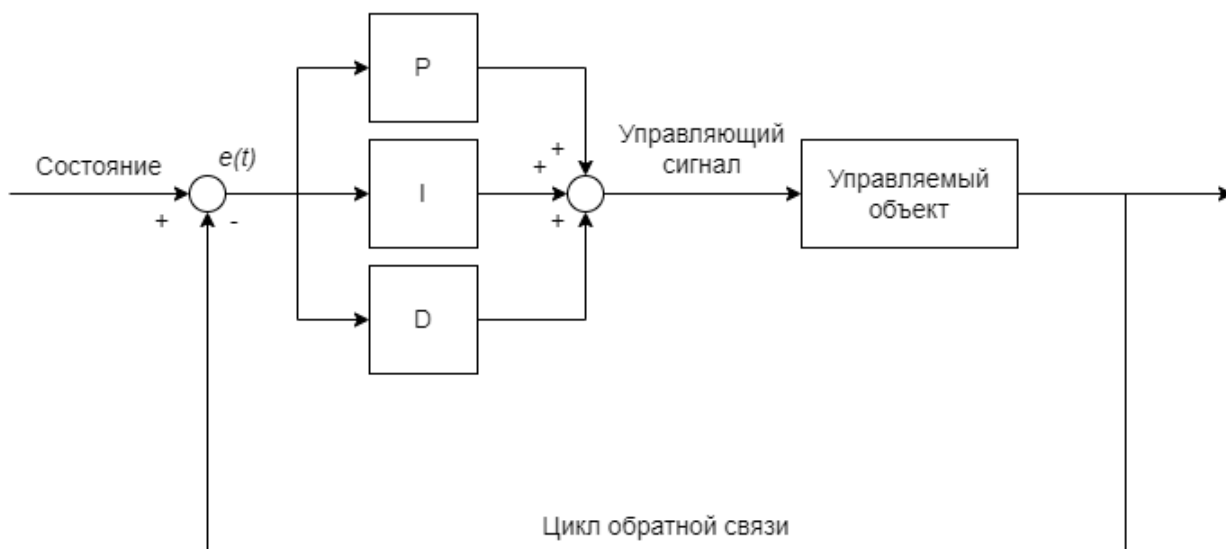 P
Состояние
e(t)
+
-
I
+
+
+
Управляющий
сигнал
Управляемый
объект
D
Цикл обратной связи